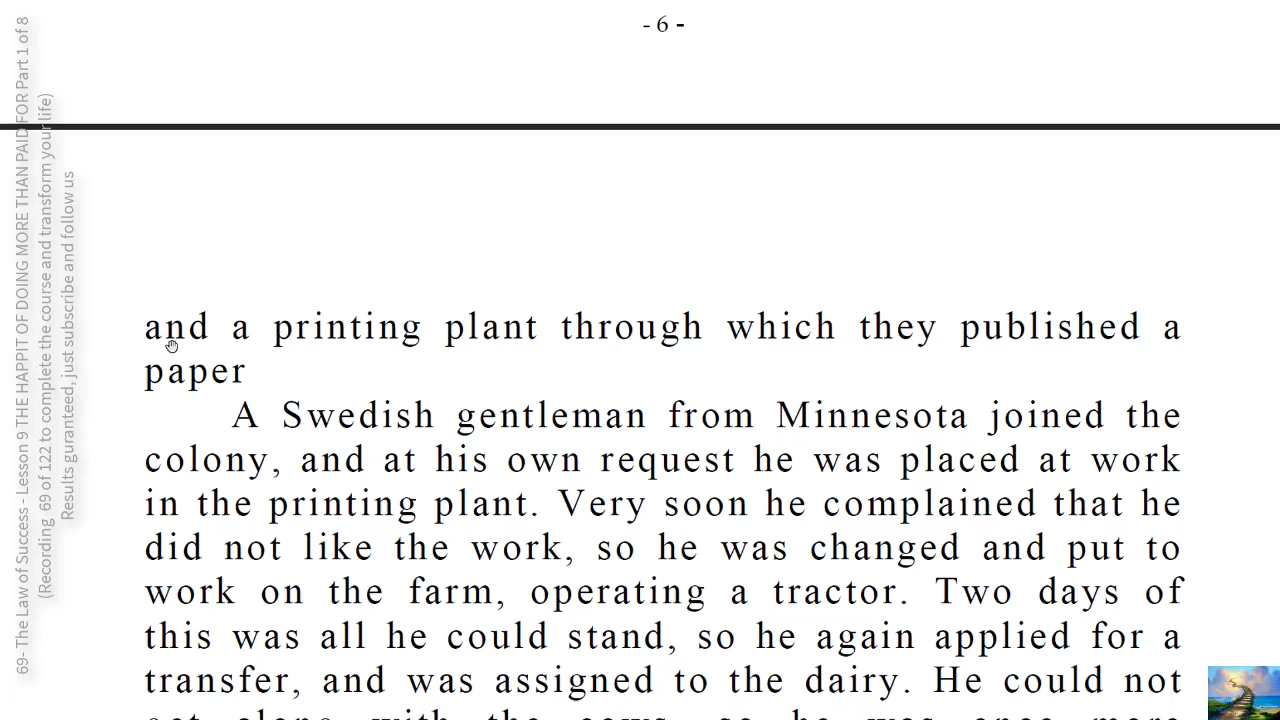 - 6 -
and a printing plant through which they published a
paper
A Swedish gentleman from Minnesota joined the
colony, and at his own request he was placed at work
in the printing plant. Very soon he complained that he
did not like the work, so he was changed and put to
work on the farm, operating a tractor. Two days of
this was all he could stand, so he again applied for a
transfer, and was assigned to the dairy. He could not
69- The Law of Success - Lesson 9 THE HAPPIT OF DOING MORE THAN PAID FOR Part 1 of 8
(Recording 69 of 122 to complete the course and transform your life)
Results guranteed, just subscribe and follow us